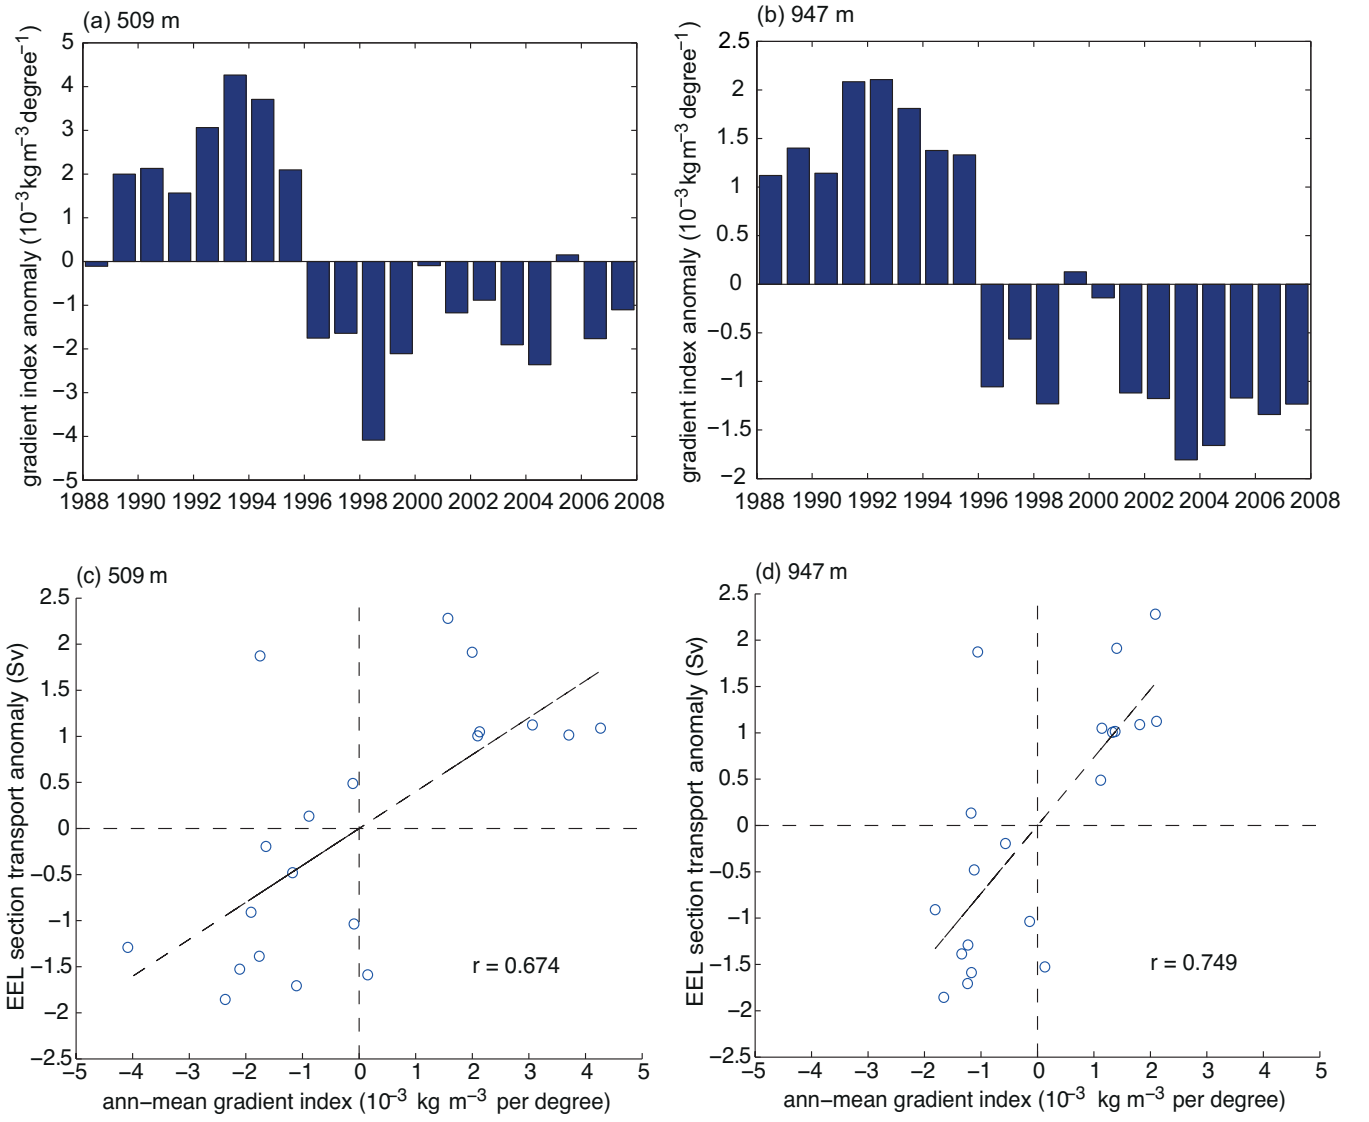 (a) 509 m
gradient index anomaly (10⁻³kgm⁻³degree⁻¹)
5
4
3
2
1
0
−1
−2
−3
−4
−5
1988 1990 1992 1994 1996 1998 2000 2002 2004 2006 2008
(b) 947 m
gradient index anomaly (10⁻³kgm⁻³degree⁻¹)
2.5
2
1.5
1
0.5
0
−0.5
−1
−1.5
−2
1988 1990 1992 1994 1996 1998 2000 2002 2004 2006 2008
(c) 509 m
EEL section transport anomaly (Sv)
2.5
2
1.5
1
0.5
0
−0.5
−1
−1.5
−2
−2.5
r = 0.674
−5 −4 −3 −2 −1 0 1 2 3 4 5
ann−mean gradient index (10⁻³ kg m⁻³ per degree)
(d) 947 m
EEL section transport anomaly (Sv)
2.5
2
1.5
1
0.5
0
−0.5
−1
−1.5
−2
−2.5
r = 0.749
−5 −4 −3 −2 −1 0 1 2 3 4 5
ann−mean gradient index (10⁻³ kg m⁻³ per degree)